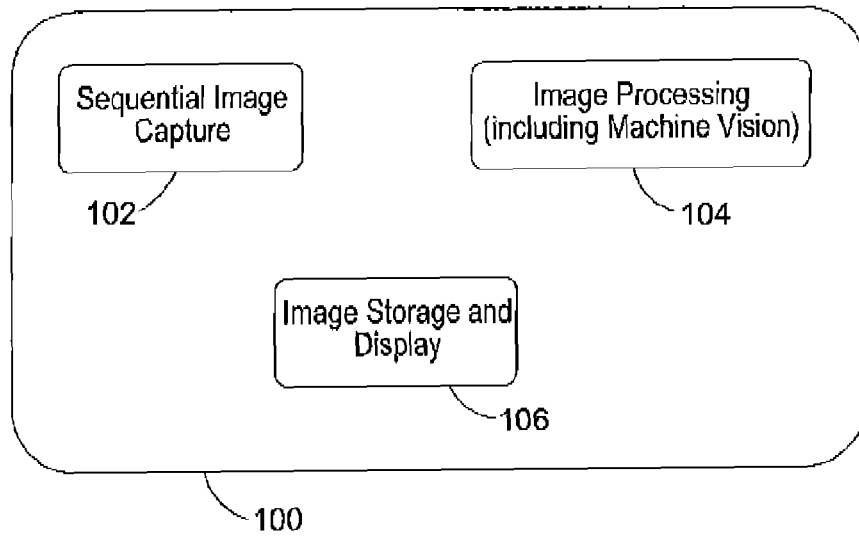 Sequential Image
Capture
102
Image Processing
(including Machine Vision)
104
Image Storage and
Display
106
100